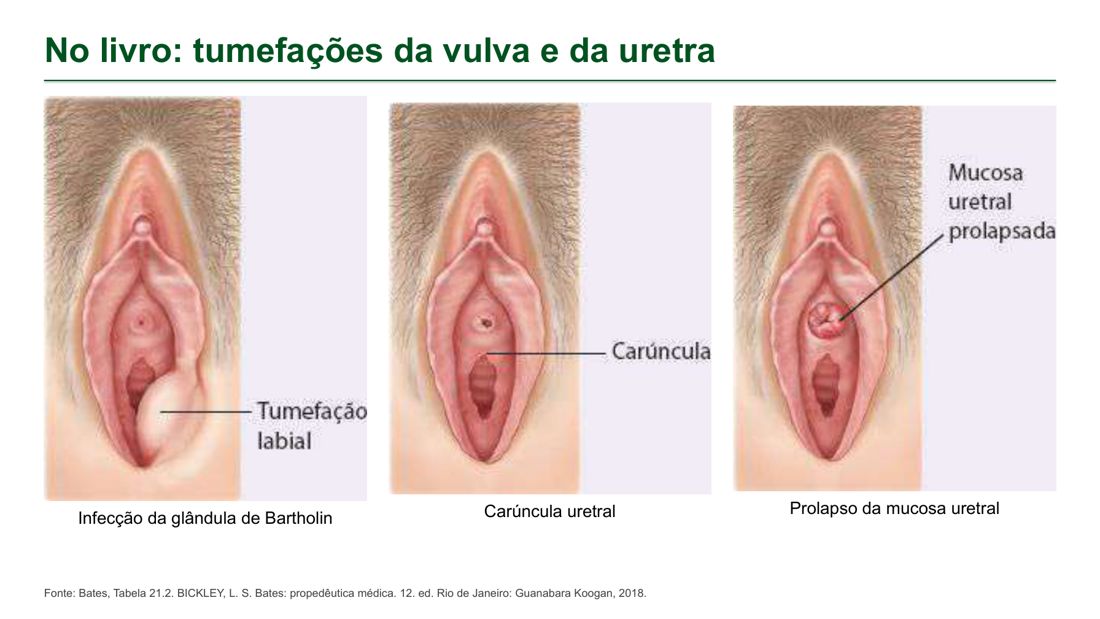 No livro: tumefações da vulva e da uretra
Tumefação
labial
Infecção da glândula de Bartholin
Carúncula
Carúncula uretral
Mucosa
uretral
prolapsada
Prolapso da mucosa uretral
Fonte: Bates, Tabela 21.2. BICKLEY, L. S. Bates: propedêutica médica. 12. ed. Rio de Janeiro: Guanabara Koogan, 2018.